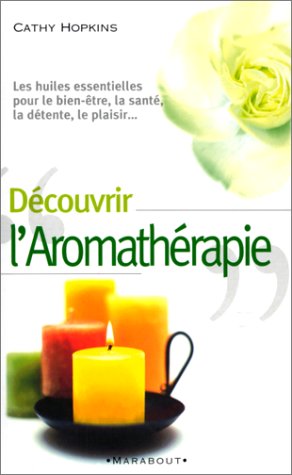 CATHY HOPKINS
Les huiles essentielles
pour le bien-être, la santé,
la détente, le plaisir...
Découvrir
l'Aromathérapie
•MARABOUT•